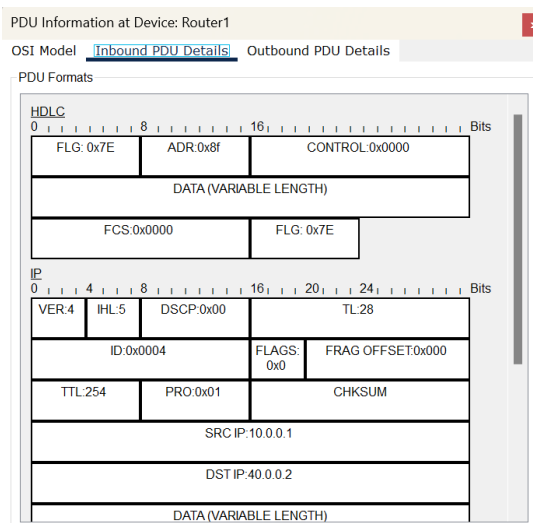 PDU Information at Device: Router1
OSI Model Inbound PDU Details Outbound PDU Details
PDU Formats
HDLC
0 8 16 Bits
FLG: 0x7E ADR:0x8f CONTROL:0x0000
DATA (VARIABLE LENGTH)
FCS:0x0000 FLG: 0x7E
IP
0 4 8 16 20 24 Bits
VER:4 IHL:5 DSCP:0x00 TL:28
ID:0x0004 FLAGS: 0x0 FRAG OFFSET:0x000
TTL:254 PRO:0x01 CHKSUM
SRC IP:10.0.0.1
DST IP:40.0.0.2
DATA (VARIABLE LENGTH)